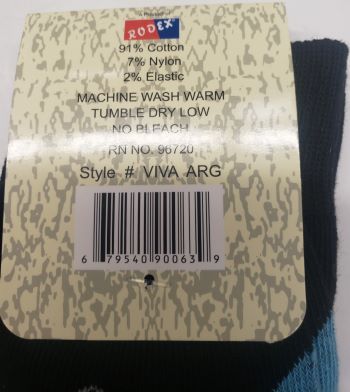 RODEX
91% Cotton
7% Nylon
2% Elastic
MACHINE WASH WARM
TUMBLE DRY LOW
NO BLEACH
RN NO. 96720
Style # VIVA ARG
6 79540 90063 9